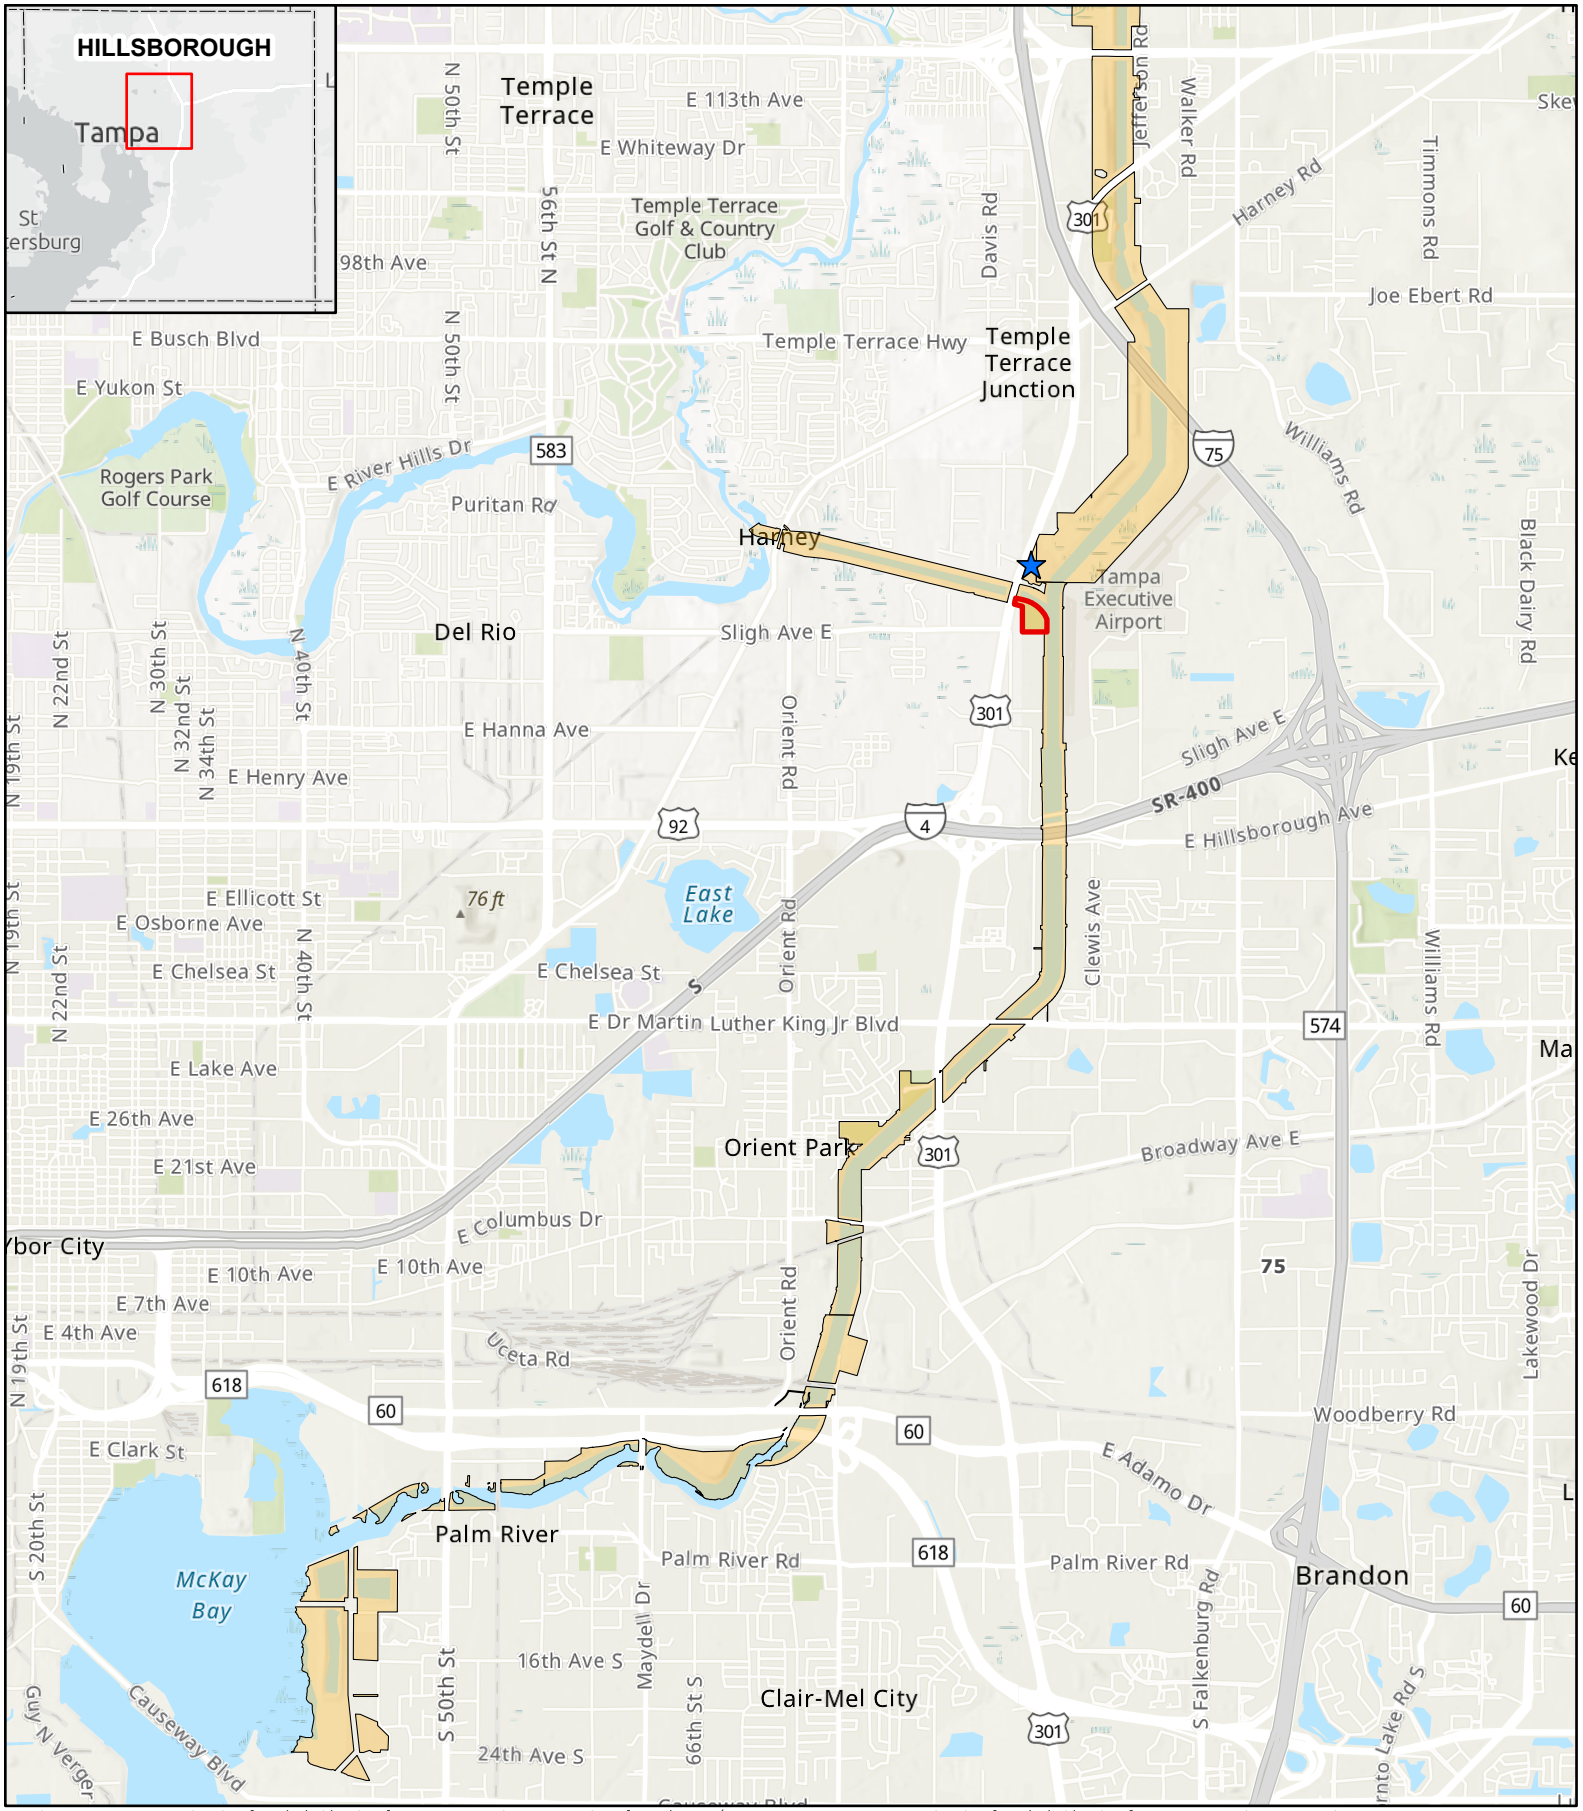 HILLSBOROUGH
Tampa
St
tersburg
Temple
Terrace
N 50th St
E 113th Ave
E Whiteway Dr
Jefferson Rd
Walker Rd
Timmons Rd
Harney Rd
Skey
56th St N
Temple Terrace
Golf & Country
Club
Davis Rd
301
98th Ave
Joe Ebert Rd
E Busch Blvd
N 50th St
Temple Terrace Hwy
Temple
Terrace
Junction
E Yukon St
583
75
Williams Rd
E River Hills Dr
Rogers Park
Golf Course
Puritan Rd
Harney
Black Dairy Rd
Tampa
Executive
Airport
Del Rio
Sligh Ave E
N 22nd St
N 30th St
N 32nd St
N 34th St
N 40th St
N 19th St
Orient Rd
301
E Hanna Ave
Sligh Ave E
E Henry Ave
Ke
SR-400
92
4
E Hillsborough Ave
E Ellicott St
76 ft
East
Lake
E Osborne Ave
N 19th St
N 22nd St
N 40th St
Orient Rd
Clewis Ave
Williams Rd
E Chelsea St
E Chelsea St
S
E Dr Martin Luther King Jr Blvd
574
Ma
E Lake Ave
E 26th Ave
Orient Park
301
Broadway Ave E
E 21st Ave
E Columbus Dr
Ybor City
E 10th Ave
E 10th Ave
75
E 7th Ave
Orient Rd
Lakewood Dr
E 4th Ave
N 19th St
Uceta Rd
618
60
60
Woodberry Rd
E Clark St
E Adamo Dr
S 20th St
Palm River
L
618
Palm River Rd
Palm River Rd
McKay
Bay
Brandon
60
Maydell Dr
S Falkenburg Rd
S 50th St
16th Ave S
66th St S
Clair-Mel City
301
Guy N Verger
Causeway Blvd
24th Ave S
rnto Lake Rd S
Causeway Blvd